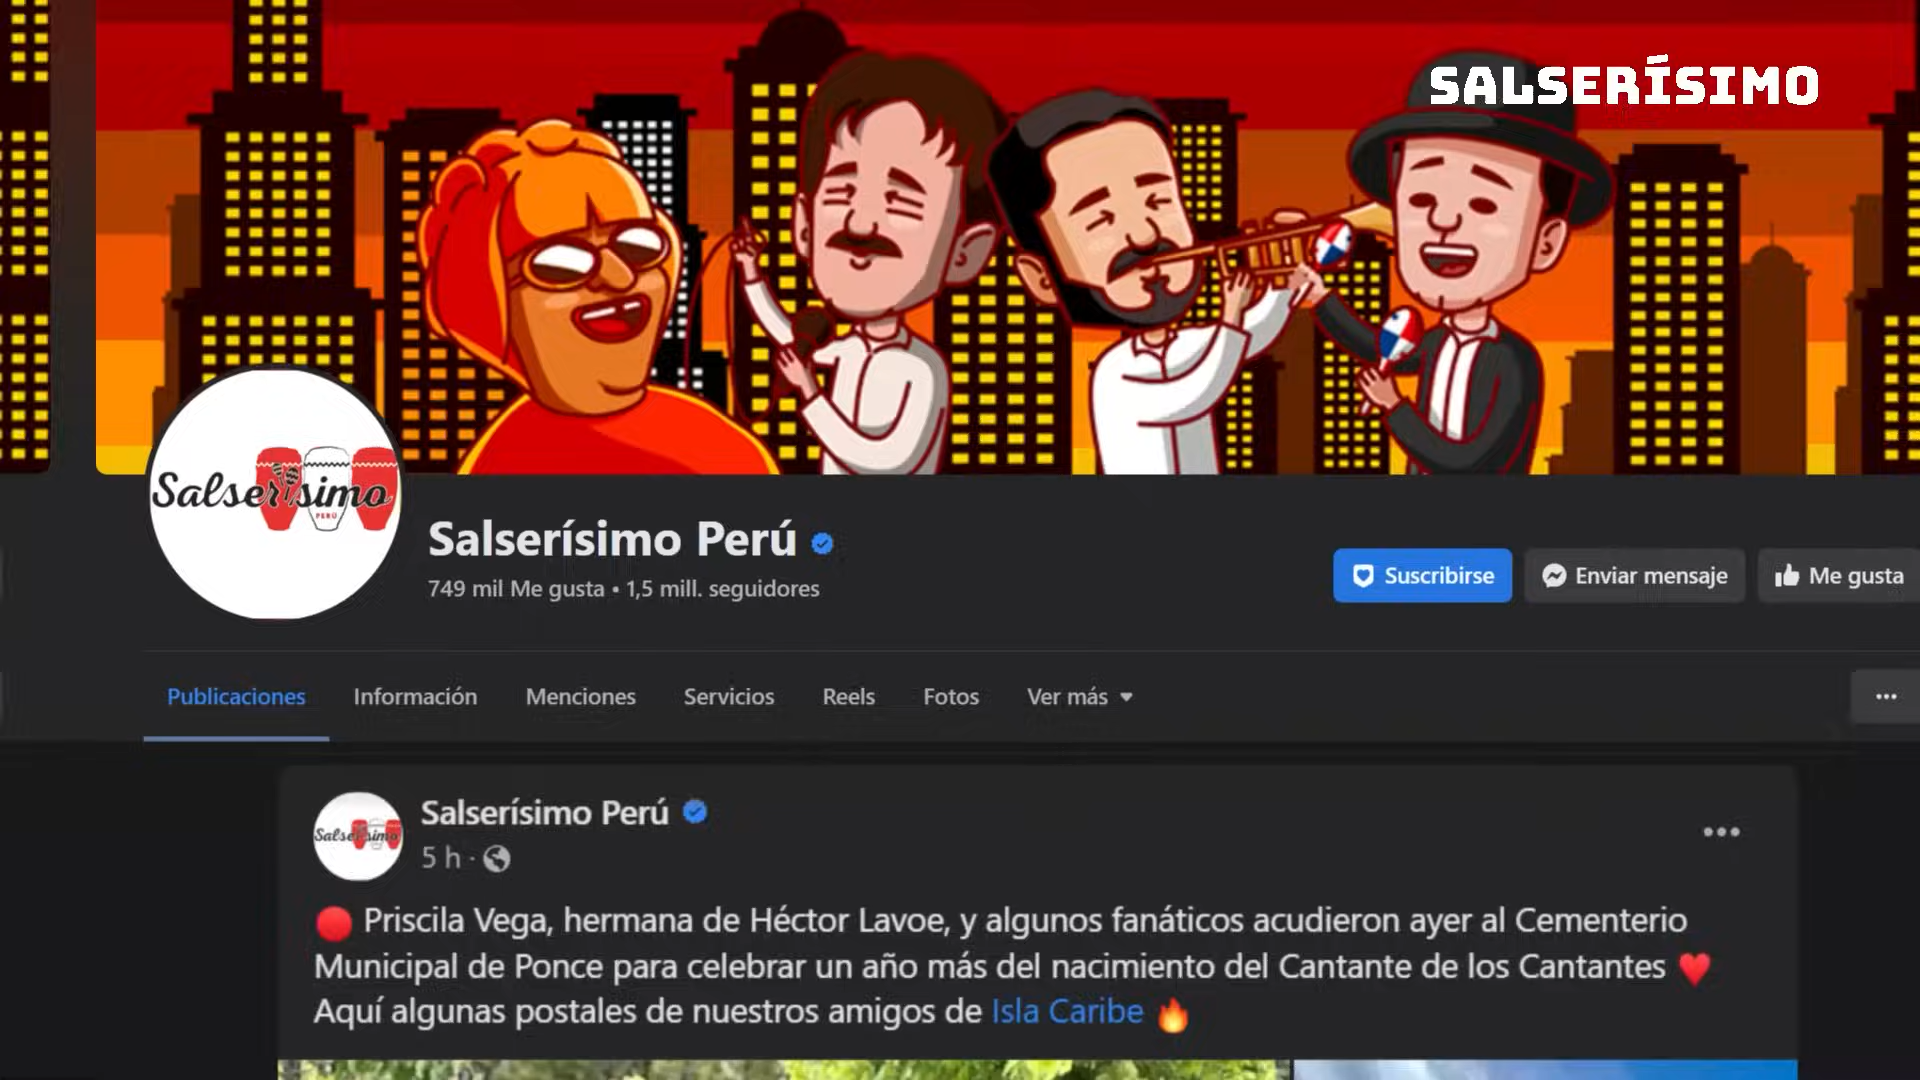 SALSERÍSIMO
Salserísimo
PERÚ
Salserísimo Perú
749 mil Me gusta • 1,5 mill. seguidores
Suscribirse
Enviar mensaje
Me gusta
Publicaciones
Información
Menciones
Servicios
Reels
Fotos
Ver más
Salserísimo
Salserísimo Perú
5 h ·
Priscila Vega, hermana de Héctor Lavoe, y algunos fanáticos acudieron ayer al Cementerio
Municipal de Ponce para celebrar un año más del nacimiento del Cantante de los Cantantes ♥
Aquí algunas postales de nuestros amigos de Isla Caribe 🔥